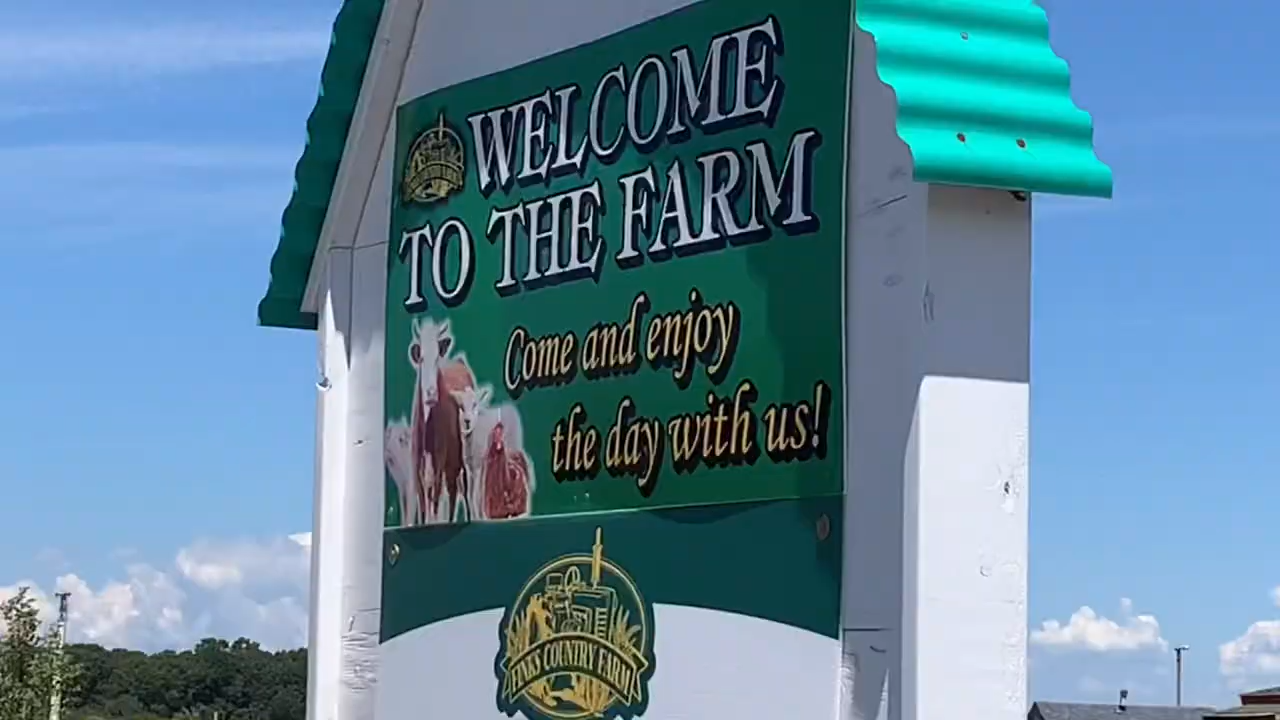 WELCOME
TO THE FARM
Come and enjoy
the day with us!
FINKS COUNTRY FARM